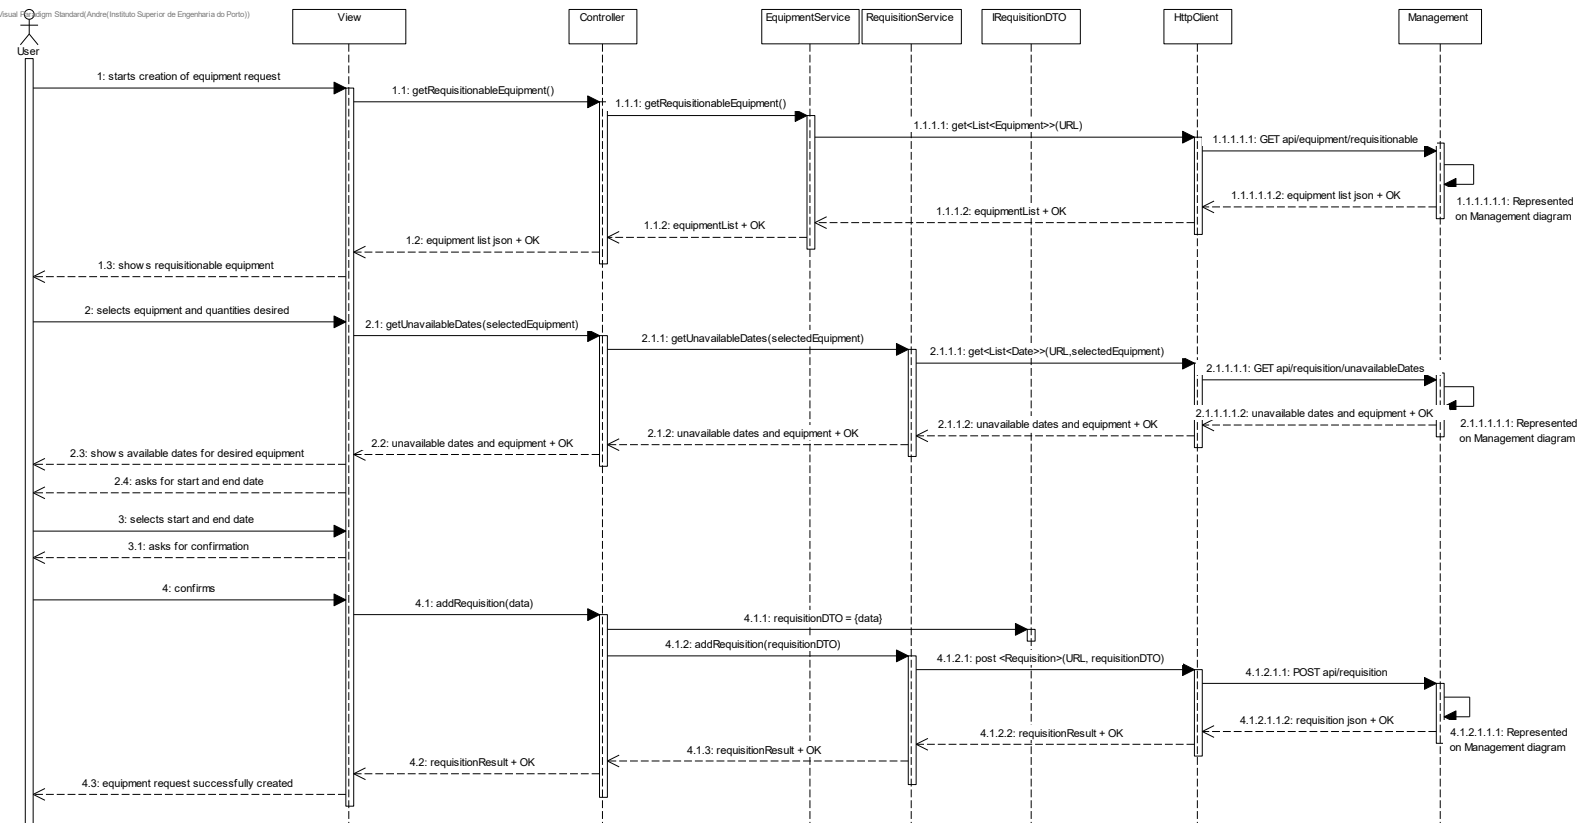 Visual Paradigm Standard(Andre(Instituto Superior de Engenharia do Porto))
User
View
Controller
EquipmentService
RequisitionService
IRequisitionDTO
HttpClient
Management
1: starts creation of equipment request
1.1: getRequisitionableEquipment()
1.1.1: getRequisitionableEquipment()
1.1.1.1: get<List<Equipment>>(URL)
1.1.1.1.1: GET api/equipment/requisitionable
1.1.1.1.1.1: Represented
on Management diagram
1.1.1.1.1.2: equipment list json + OK
1.1.1.2: equipmentList + OK
1.1.2: equipmentList + OK
1.2: equipment list json + OK
1.3: shows requisitionable equipment
2: selects equipment and quantities desired
2.1: getUnavailableDates(selectedEquipment)
2.1.1: getUnavailableDates(selectedEquipment)
2.1.1.1: get<List<Date>>(URL,selectedEquipment)
2.1.1.1.1: GET api/requisition/unavailableDates
2.1.1.1.1.1: Represented
on Management diagram
2.1.1.1.1.2: unavailable dates and equipment + OK
2.1.1.2: unavailable dates and equipment + OK
2.1.2: unavailable dates and equipment + OK
2.2: unavailable dates and equipment + OK
2.3: shows available dates for desired equipment
2.4: asks for start and end date
3: selects start and end date
3.1: asks for confirmation
4: confirms
4.1: addRequisition(data)
4.1.1: requisitionDTO = {data}
4.1.2: addRequisition(requisitionDTO)
4.1.2.1: post <Requisition>(URL, requisitionDTO)
4.1.2.1.1: POST api/requisition
4.1.2.1.1.1: Represented
on Management diagram
4.1.2.1.1.2: requisition json + OK
4.1.2.2: requisitionResult + OK
4.1.3: requisitionResult + OK
4.2: requisitionResult + OK
4.3: equipment request successfully created